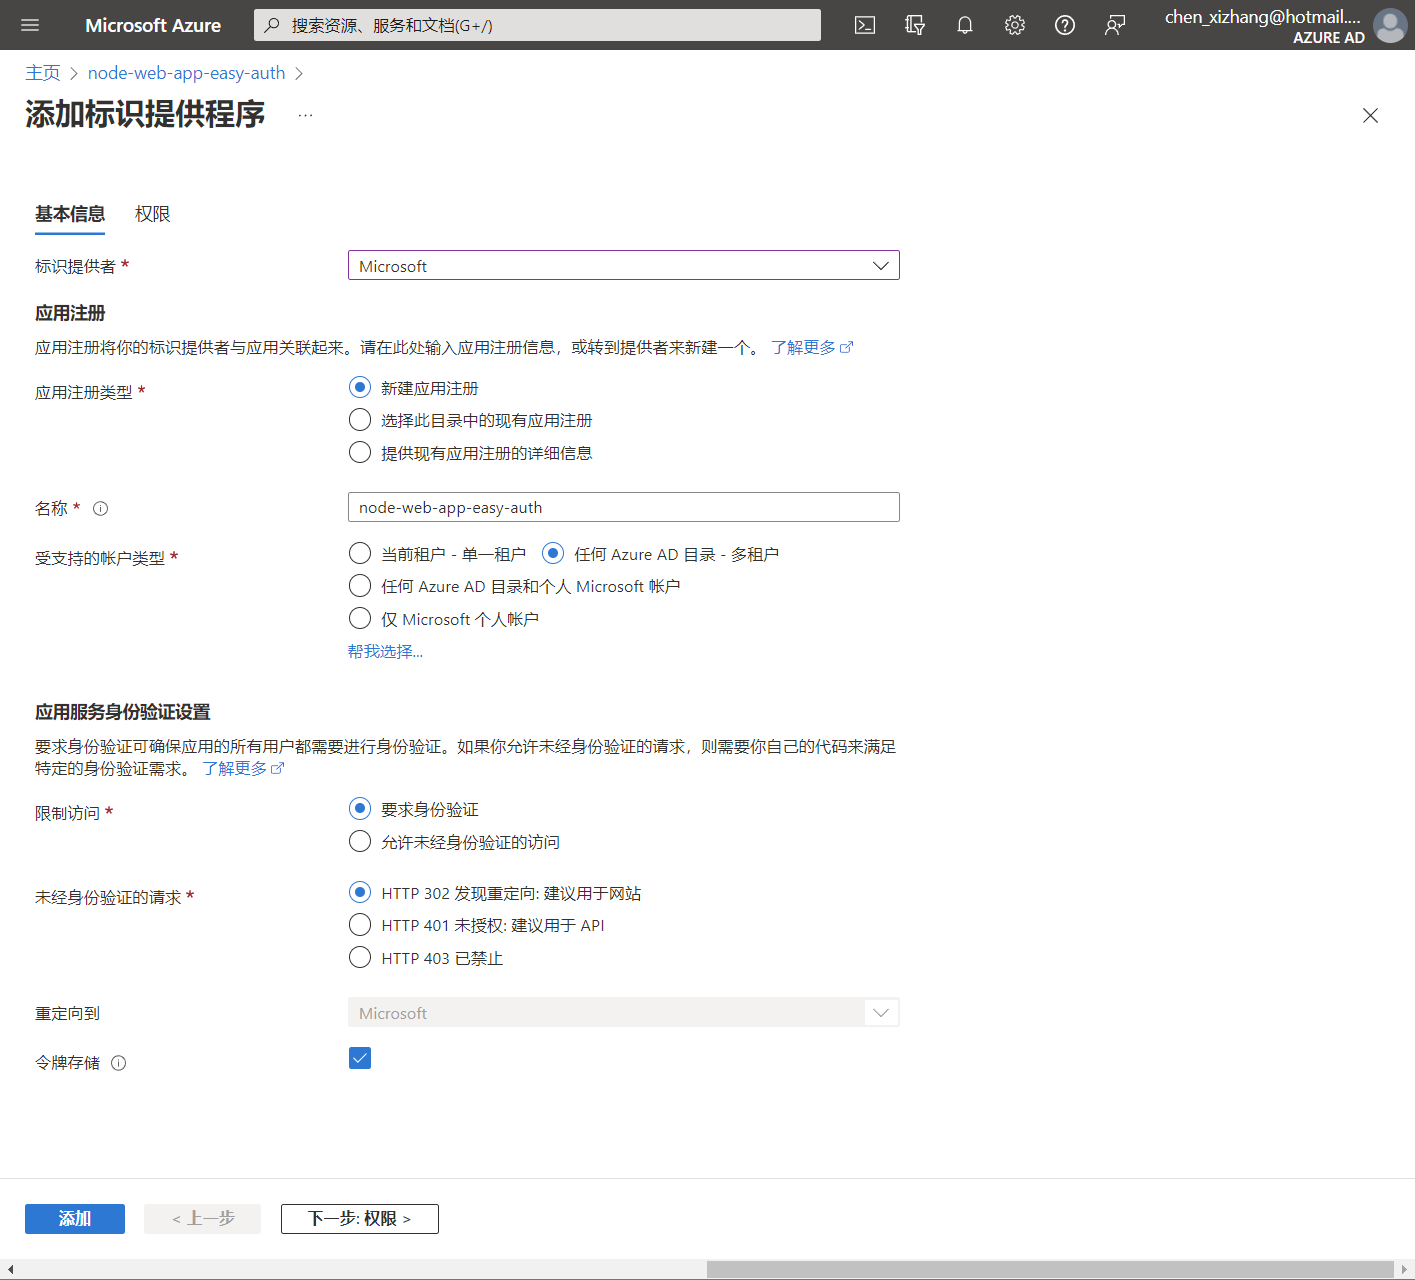 Microsoft Azure
搜索资源、服务和文档(G+/)
chen_xizhang@hotmail....
AZURE AD
主页 > node-web-app-easy-auth >
添加标识提供程序 ...
基本信息 权限
标识提供者 * Microsoft
应用注册
应用注册将你的标识提供者与应用关联起来。请在此处输入应用注册信息，或转到提供者来新建一个。 了解更多
应用注册类型 * 新建应用注册
选择此目录中的现有应用注册
提供现有应用注册的详细信息
名称 * node-web-app-easy-auth
受支持的帐户类型 * 当前租户 - 单一租户 任何 Azure AD 目录 - 多租户
任何 Azure AD 目录和个人 Microsoft 帐户
仅 Microsoft 个人帐户
帮我选择...
应用服务身份验证设置
要求身份验证可确保应用的所有用户都需要进行身份验证。如果你允许未经身份验证的请求，则需要你自己的代码来满足
特定的身份验证需求。 了解更多
限制访问 * 要求身份验证
允许未经身份验证的访问
未经身份验证的请求 * HTTP 302 发现重定向: 建议用于网站
HTTP 401 未授权: 建议用于 API
HTTP 403 已禁止
重定向到 Microsoft
令牌存储
添加 < 上一步 下一步: 权限 >